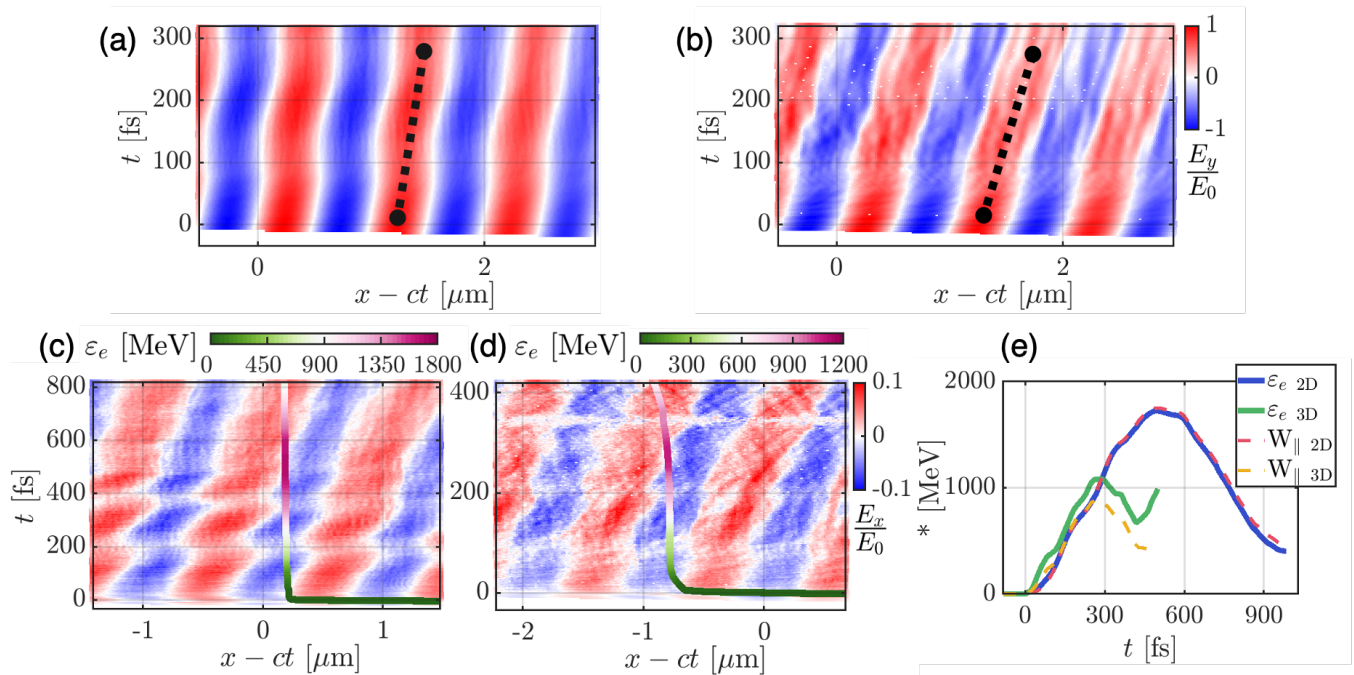 (a)
300
200
100
0
t [fs]
0 2
x − ct [μm]
(b)
300
200
100
0
t [fs]
0 2
x − ct [μm]
1
0
-1
E_y
E_0
(c) ε_e [MeV]
0 450 900 1350 1800
800
600
400
200
0
t [fs]
-1 0 1
x − ct [μm]
(d) ε_e [MeV]
0 300 600 900 1200
400
200
0
-2 -1 0
x − ct [μm]
0.1
0
-0.1
E_x
E_0
(e)
2000
1000
0
* [MeV]
0 300 600 900
t [fs]
ε_e 2D
ε_e 3D
W_∥ 2D
W_∥ 3D